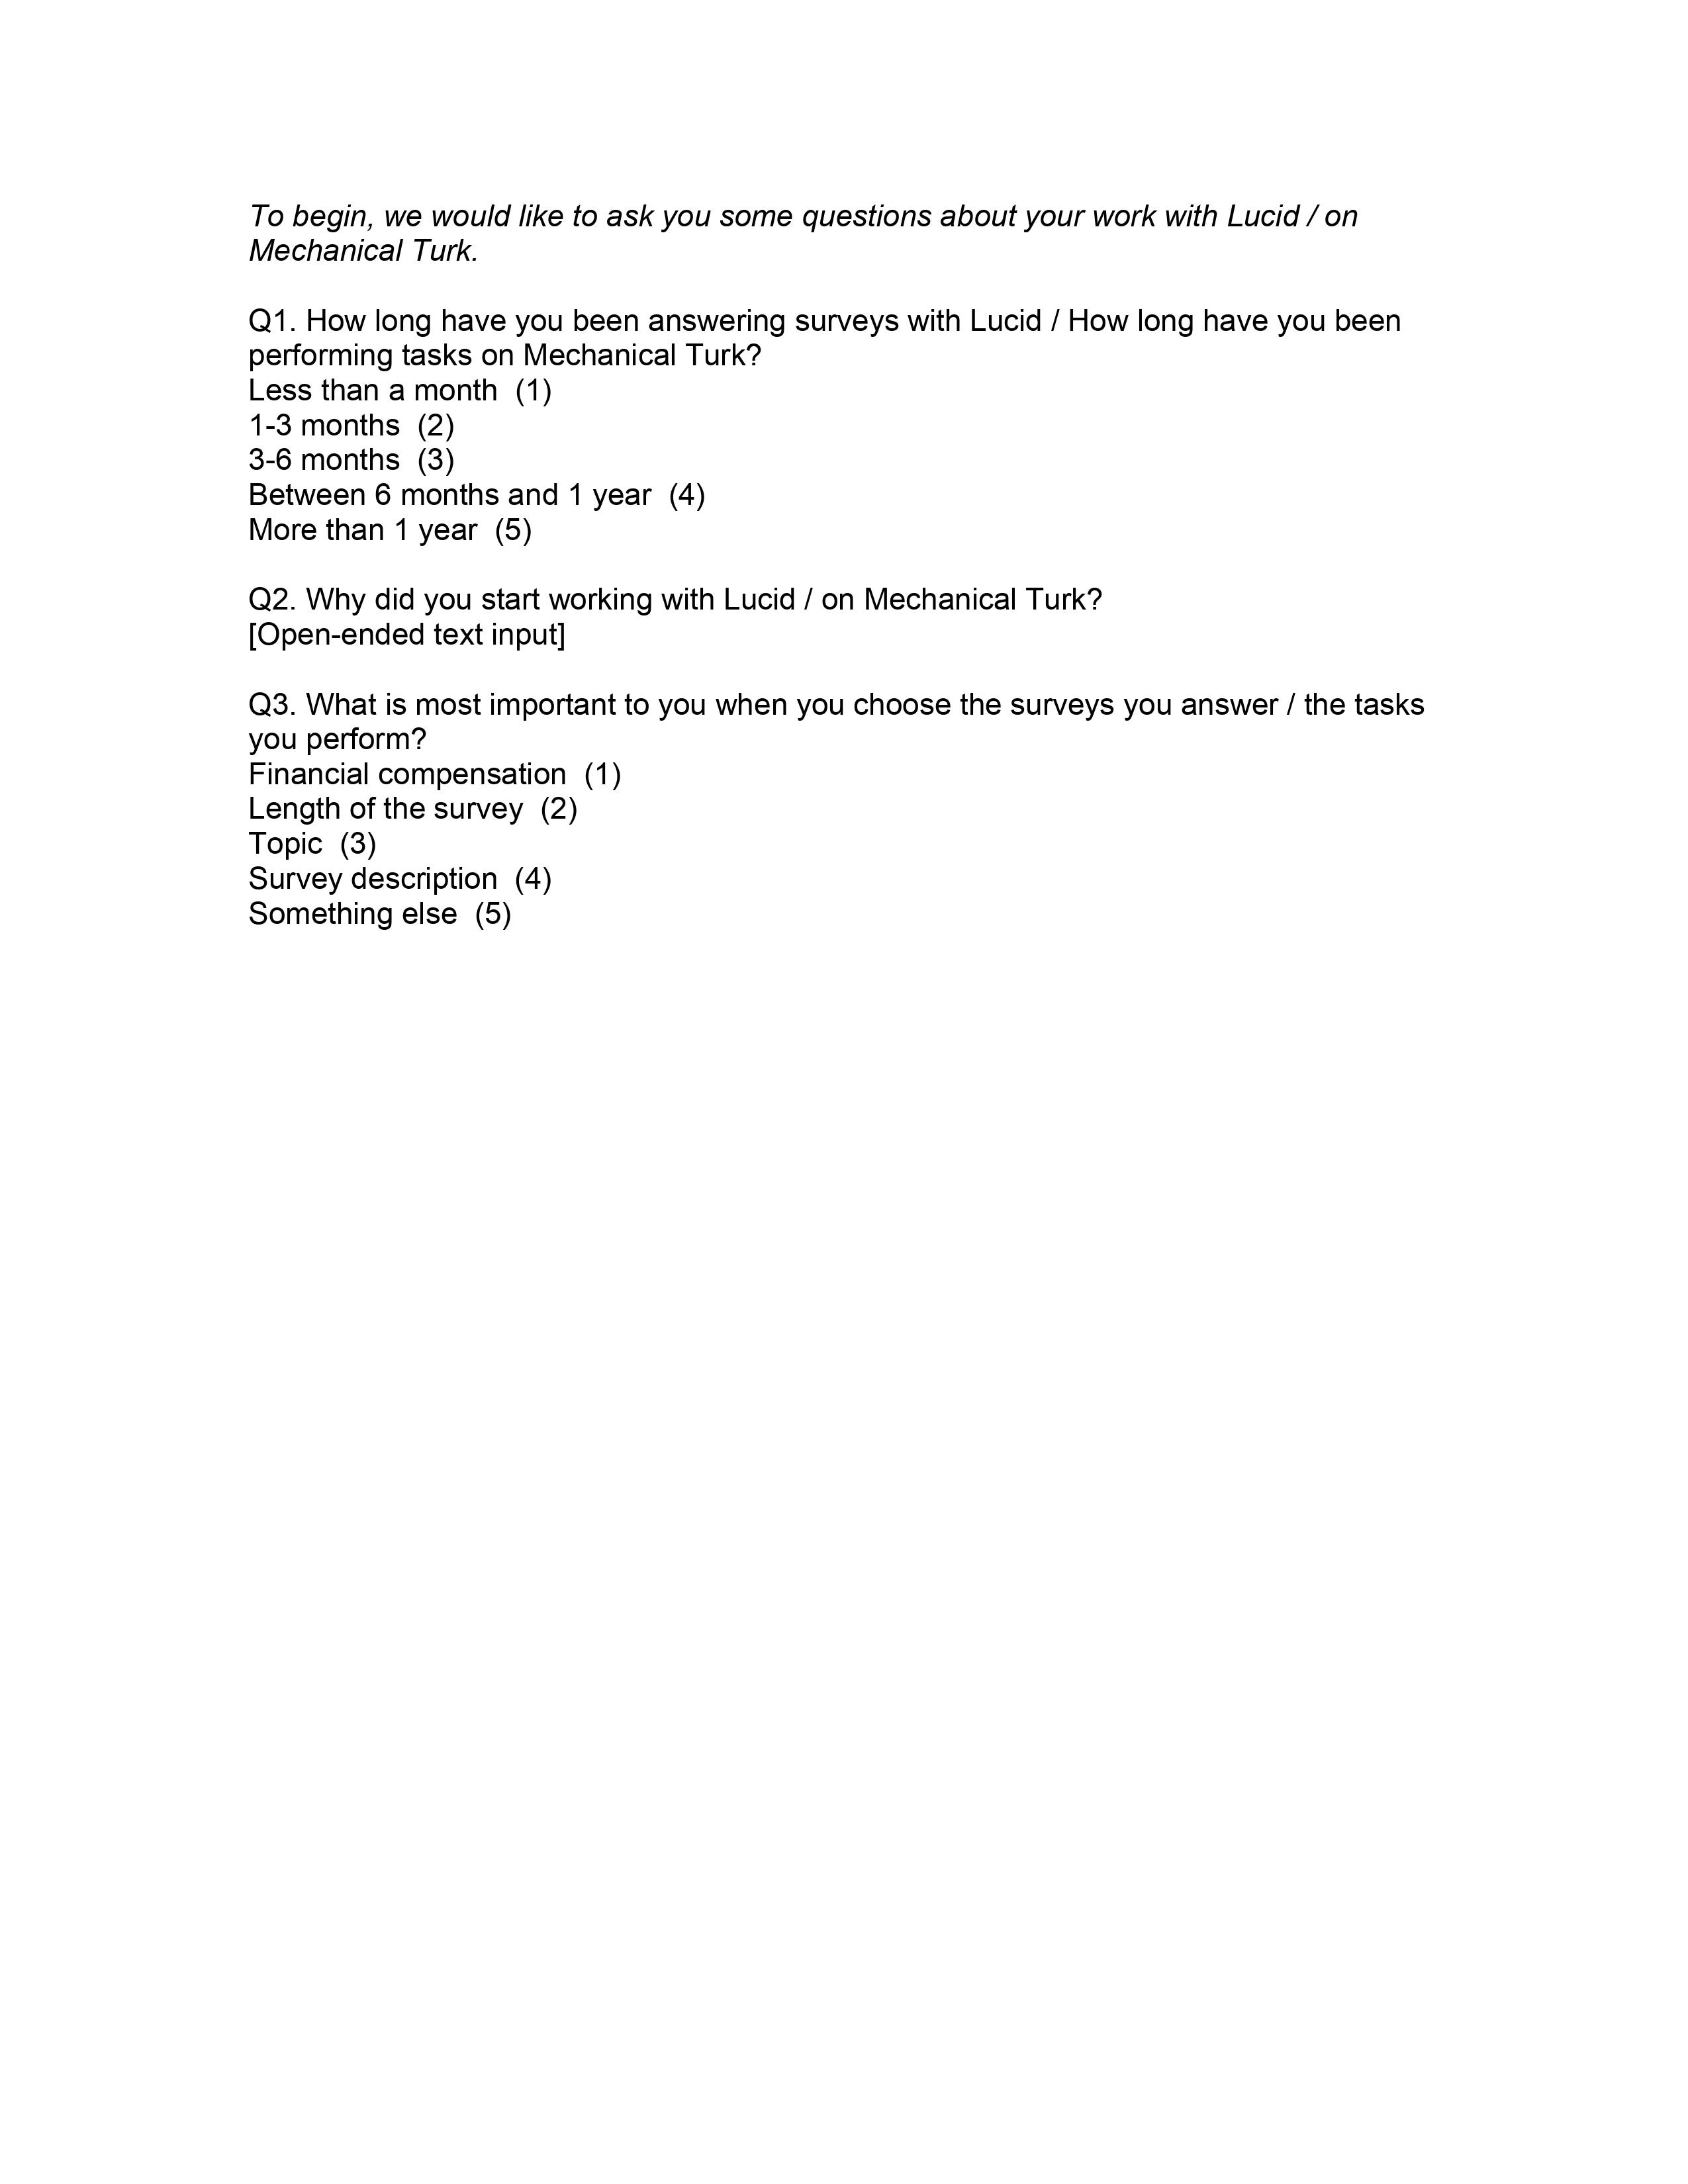 To begin, we would like to ask you some questions about your work with Lucid / on
Mechanical Turk.
Q1. How long have you been answering surveys with Lucid / How long have you been
performing tasks on Mechanical Turk?
Less than a month  (1)
1-3 months  (2)
3-6 months  (3)
Between 6 months and 1 year  (4)
More than 1 year  (5)
Q2. Why did you start working with Lucid / on Mechanical Turk?
[Open-ended text input]
Q3. What is most important to you when you choose the surveys you answer / the tasks
you perform?
Financial compensation  (1)
Length of the survey  (2)
Topic  (3)
Survey description  (4)
Something else  (5)